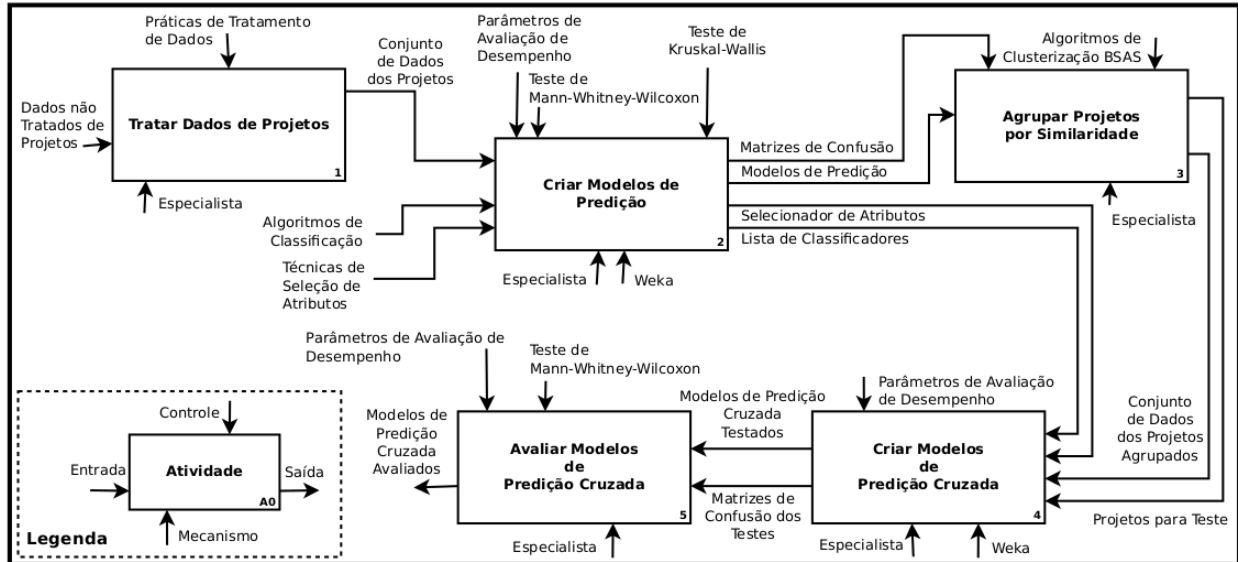 Práticas de Tratamento
de Dados
Conjunto
de Dados
dos Projetos
Dados não
Tratados de
Projetos
Tratar Dados de Projetos
1
Especialista
Parâmetros de
Avaliação de
Desempenho
Teste de
Mann-Whitney-Wilcoxon
Teste de
Kruskal-Wallis
Algoritmos de
Classificação
Técnicas de
Seleção de
Atributos
Criar Modelos de
Predição
2
Especialista
Weka
Matrizes de Confusão
Modelos de Predição
Selecionador de Atributos
Lista de Classificadores
Algoritmos de
Clusterização BSAS
Agrupar Projetos
por Similaridade
3
Especialista
Conjunto
de Dados
dos Projetos
Agrupados
Projetos para Teste
Parâmetros de Avaliação
de Desempenho
Criar Modelos
de
Predição Cruzada
4
Especialista
Weka
Modelos de Predição
Cruzada
Testados
Matrizes de
Confusão dos
Testes
Parâmetros de Avaliação de
Desempenho
Teste de
Mann-Whitney-Wilcoxon
Avaliar Modelos
de
Predição Cruzada
5
Especialista
Modelos de
Predição
Cruzada
Avaliados
Controle
Entrada
Atividade
A0
Saída
Mecanismo
Legenda